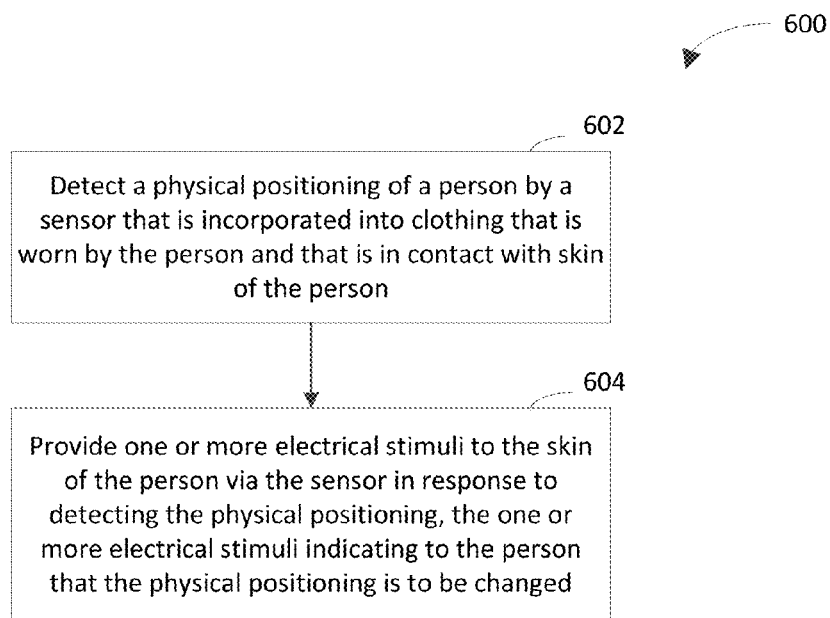 600
602
Detect a physical positioning of a person by a
sensor that is incorporated into clothing that is
worn by the person and that is in contact with skin
of the person
604
Provide one or more electrical stimuli to the skin
of the person via the sensor in response to
detecting the physical positioning, the one or
more electrical stimuli indicating to the person
that the physical positioning is to be changed